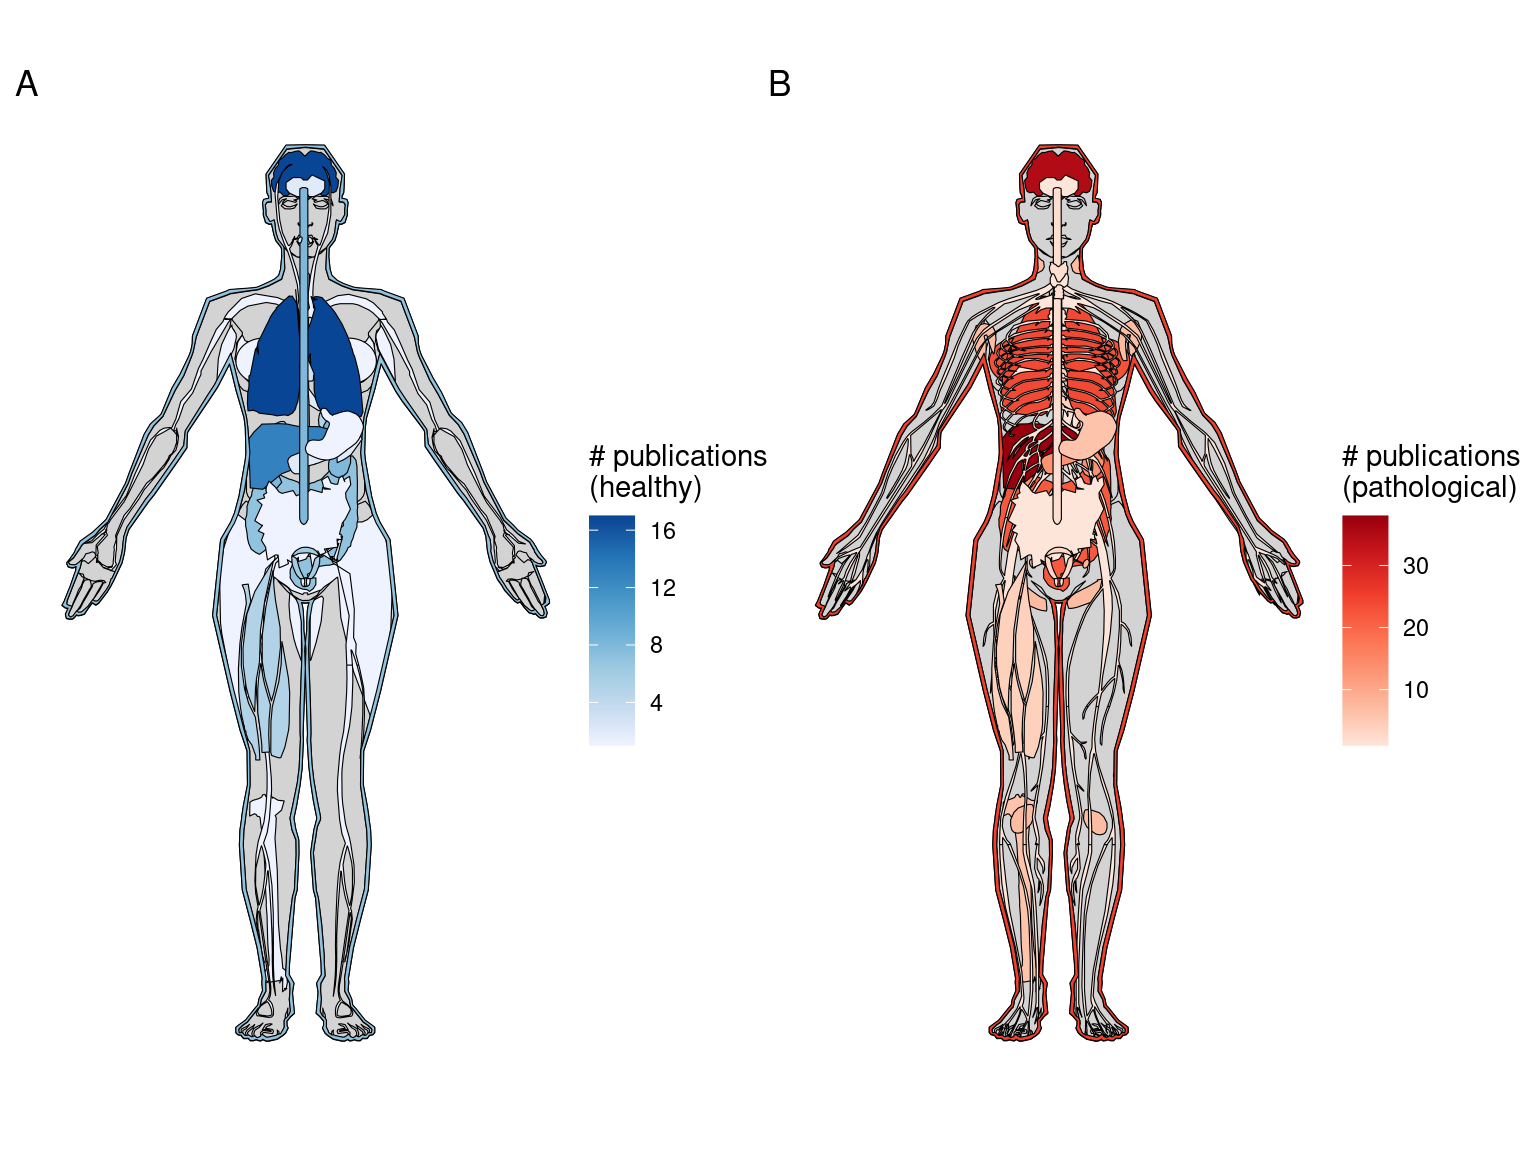 A
B
# publications
(healthy)
16
12
8
4
# publications
(pathological)
30
20
10